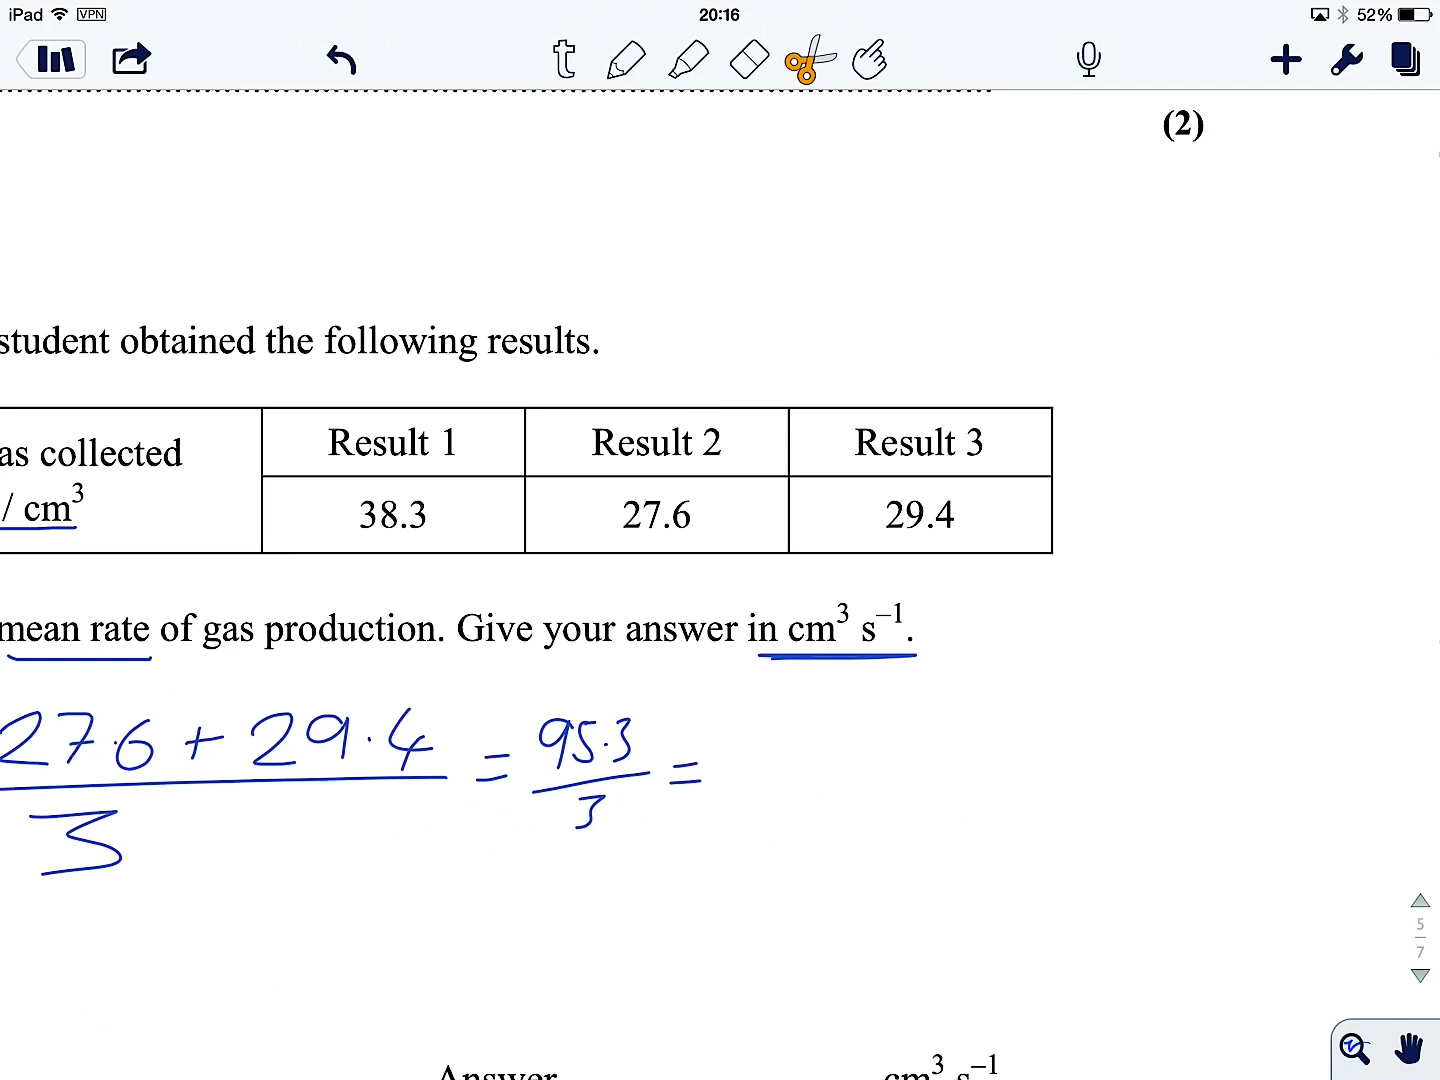 iPad VPN 20:16 52%
t
(2)
student obtained the following results.
as collected Result 1 Result 2 Result 3
/ cm³ 38.3 27.6 29.4
mean rate of gas production. Give your answer in cm³ s⁻¹.
27.6 + 29.4 = 95.3 =
3 3
5
7
Answer cm³ s⁻¹